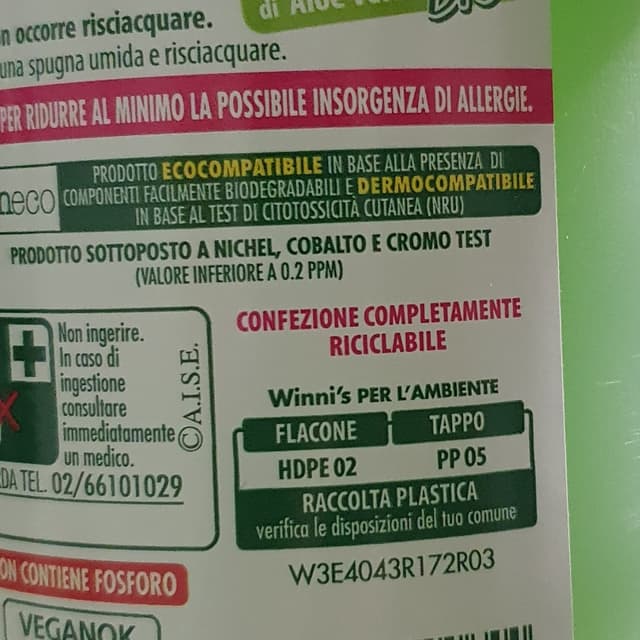 occorre risciacquare.
una spugna umida e risciacquare.
di Aloe
PER RIDURRE AL MINIMO LA POSSIBILE INSORGENZA DI ALLERGIE.
neco
PRODOTTO ECOCOMPATIBILE IN BASE ALLA PRESENZA DI
COMPONENTI FACILMENTE BIODEGRADABILI E DERMOCOMPATIBILE
IN BASE AL TEST DI CITOTOSSICITÀ CUTANEA (NRU)
PRODOTTO SOTTOPOSTO A NICHEL, COBALTO E CROMO TEST
(VALORE INFERIORE A 0.2 PPM)
Non ingerire.
In caso di
ingestione
consultare
immediatamente
un medico.
©A.I.S.E.
DA TEL. 02/66101029
CONFEZIONE COMPLETAMENTE
RICICLABILE
Winni's PER L'AMBIENTE
FLACONE TAPPO
HDPE 02 PP 05
RACCOLTA PLASTICA
verifica le disposizioni del tuo comune
W3E4043R172R03
ON CONTIENE FOSFORO
VEGANOK